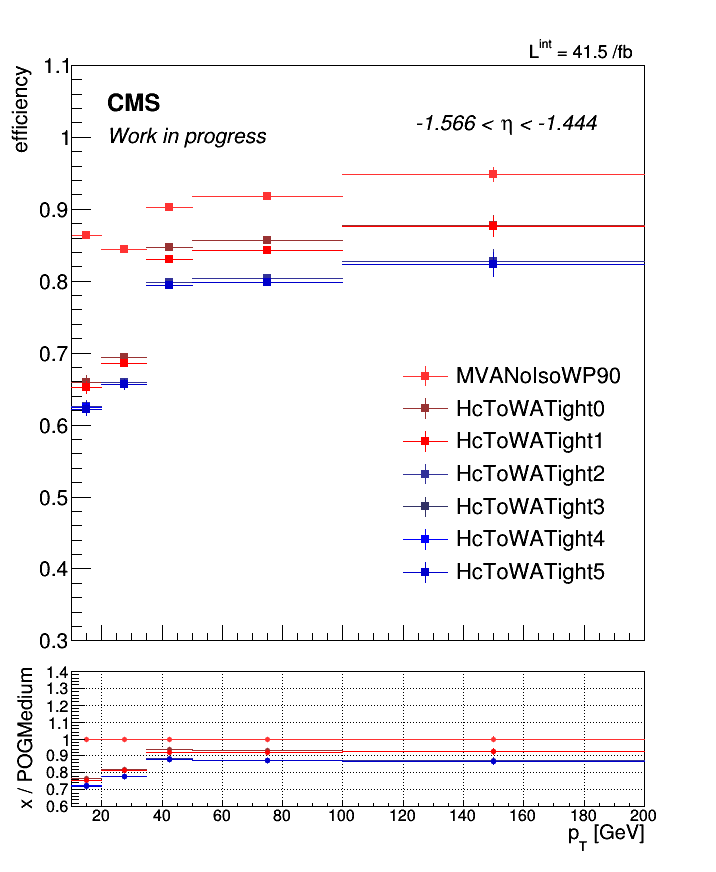 L^int = 41.5 /fb
efficiency
CMS
Work in progress
-1.566 < η < -1.444
1.1
1
0.9
0.8
0.7
0.6
0.5
0.4
0.3
MVANoIsoWP90
HcToWATight0
HcToWATight1
HcToWATight2
HcToWATight3
HcToWATight4
HcToWATight5
x / POGMedium
1.4
1.3
1.2
1.1
1
0.9
0.8
0.7
0.6
20 40 60 80 100 120 140 160 180 200
p_T [GeV]